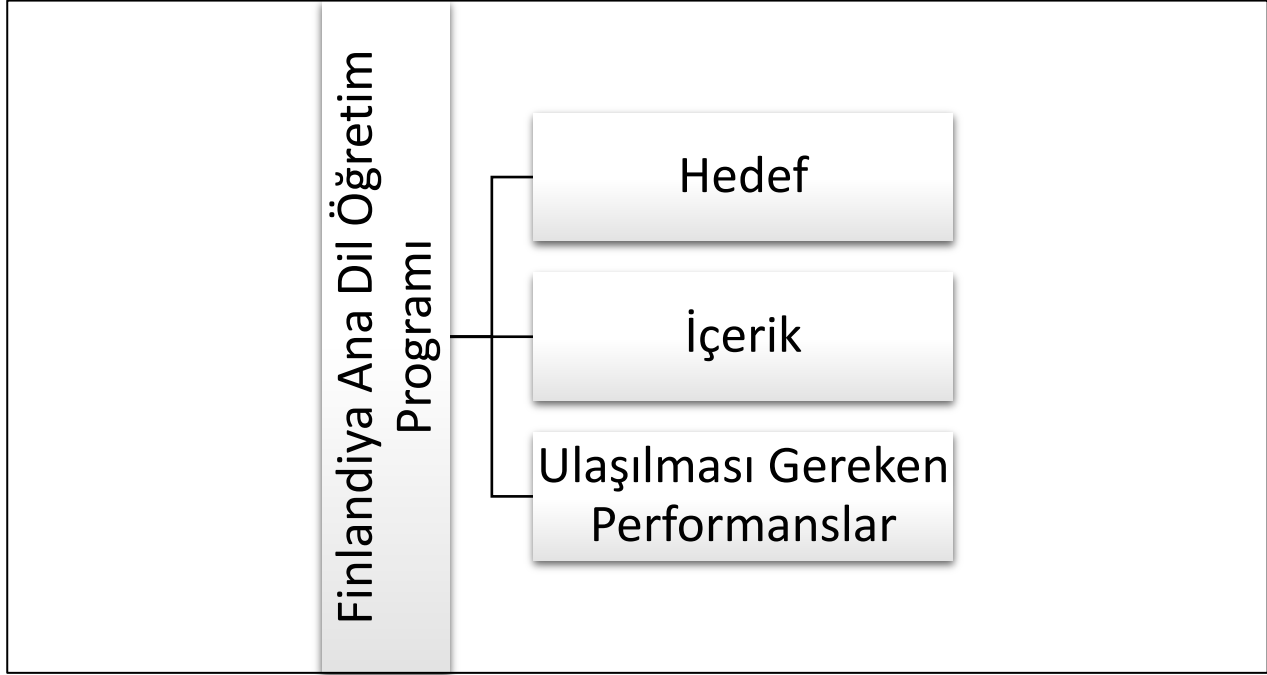 Finlandiya Ana Dil Öğretim
Programı
Hedef
İçerik
Ulaşılması Gereken
Performanslar